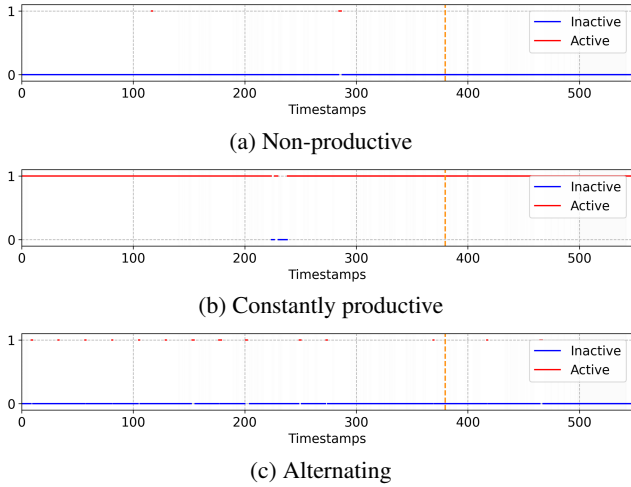 1
0
Inactive
Active
0 100 200 300 400 500
Timestamps
(a) Non-productive
1
0
Inactive
Active
0 100 200 300 400 500
Timestamps
(b) Constantly productive
1
0
Inactive
Active
0 100 200 300 400 500
Timestamps
(c) Alternating